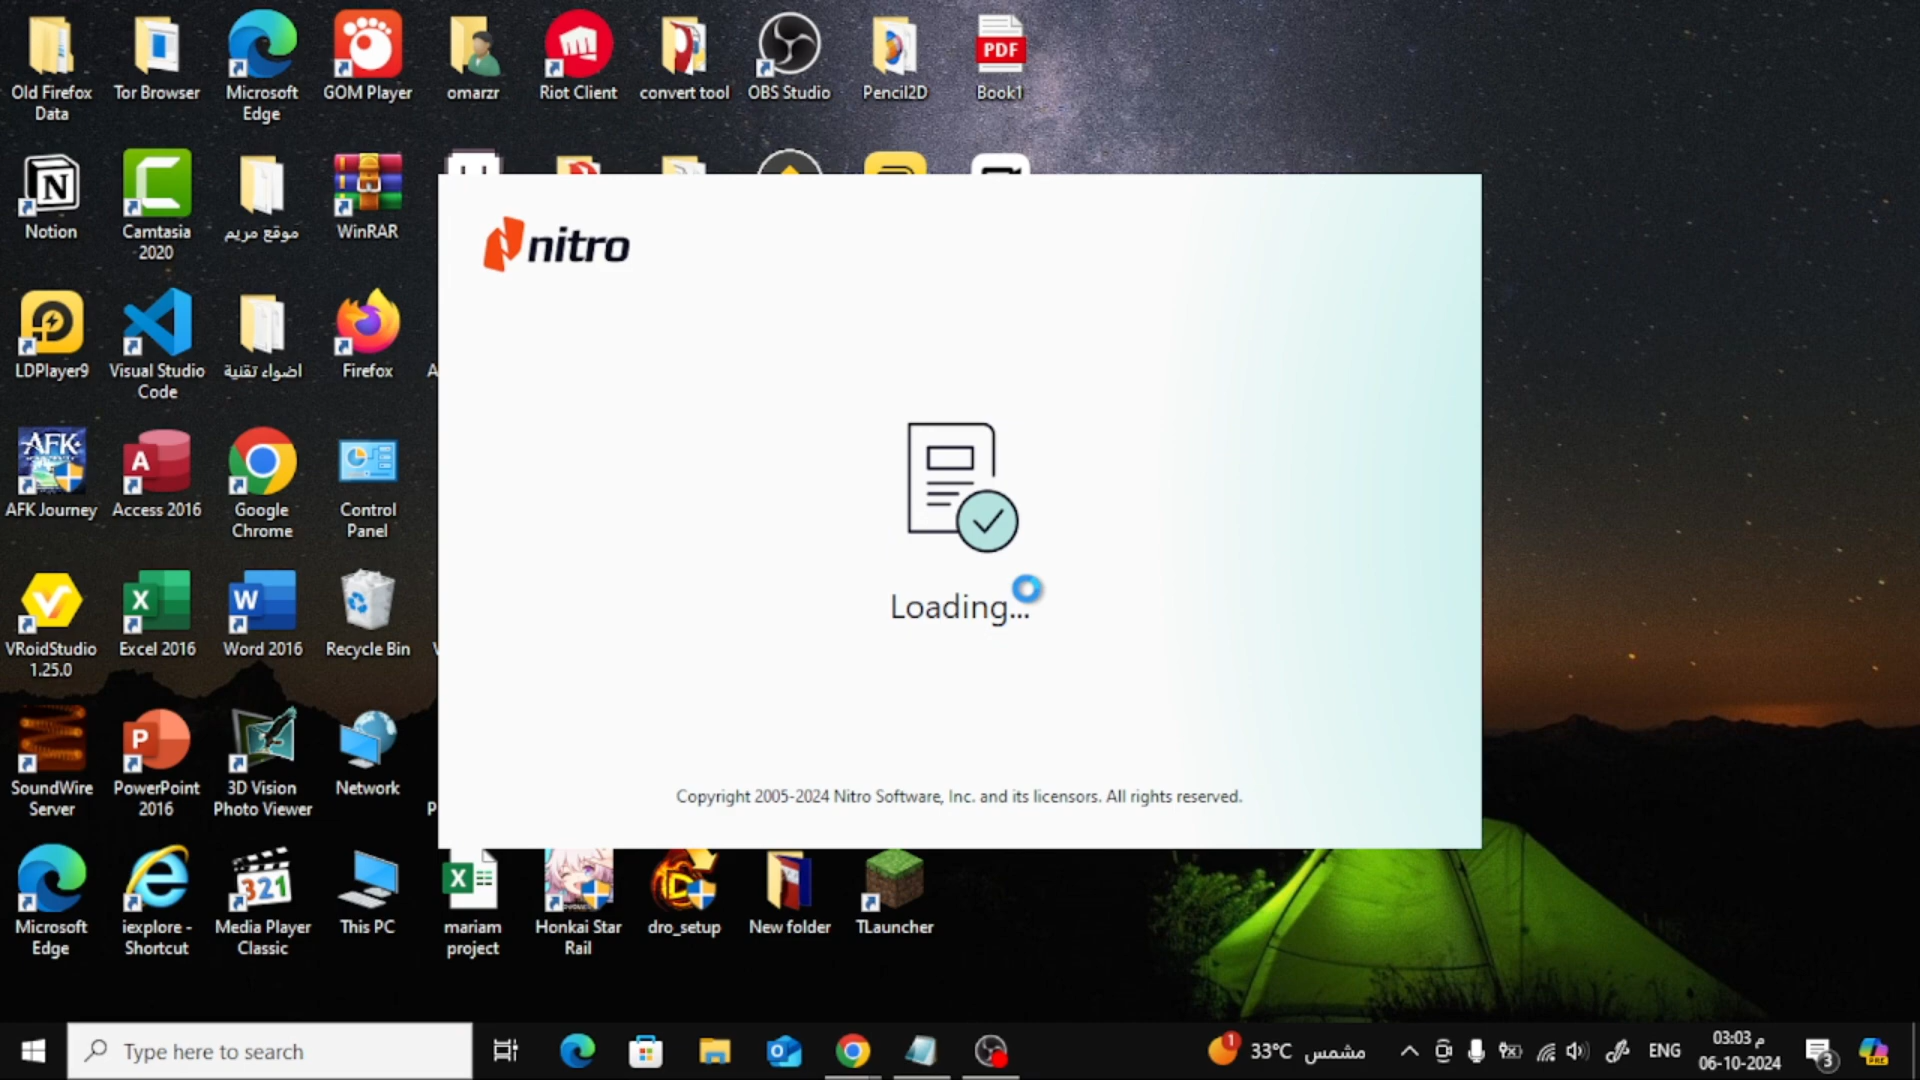 Old Firefox
Data
Tor Browser
Microsoft
Edge
GOM Player
omarzr
Riot Client
convert tool
OBS Studio
Pencil2D
PDF
Book1
Notion
Camtasia
2020
موقع مريم
WinRAR
nitro
LDPlayer9
Visual Studio
Code
اضواء تقنية
Firefox
A
AFK
AFK Journey
Access 2016
Google
Chrome
Control
Panel
VRoidStudio
1.25.0
Excel 2016
Word 2016
Recycle Bin
Loading...
SoundWire
Server
PowerPoint
2016
3D Vision
Photo Viewer
Network
P
Copyright 2005-2024 Nitro Software, Inc. and its licensors. All rights reserved.
321
Microsoft
Edge
iexplore -
Shortcut
Media Player
Classic
This PC
mariam
project
Honkai Star
Rail
dro_setup
New folder
TLauncher
Type here to search
1
33°C مشمس
ENG
03:03 م
06-10-2024
3
PRE